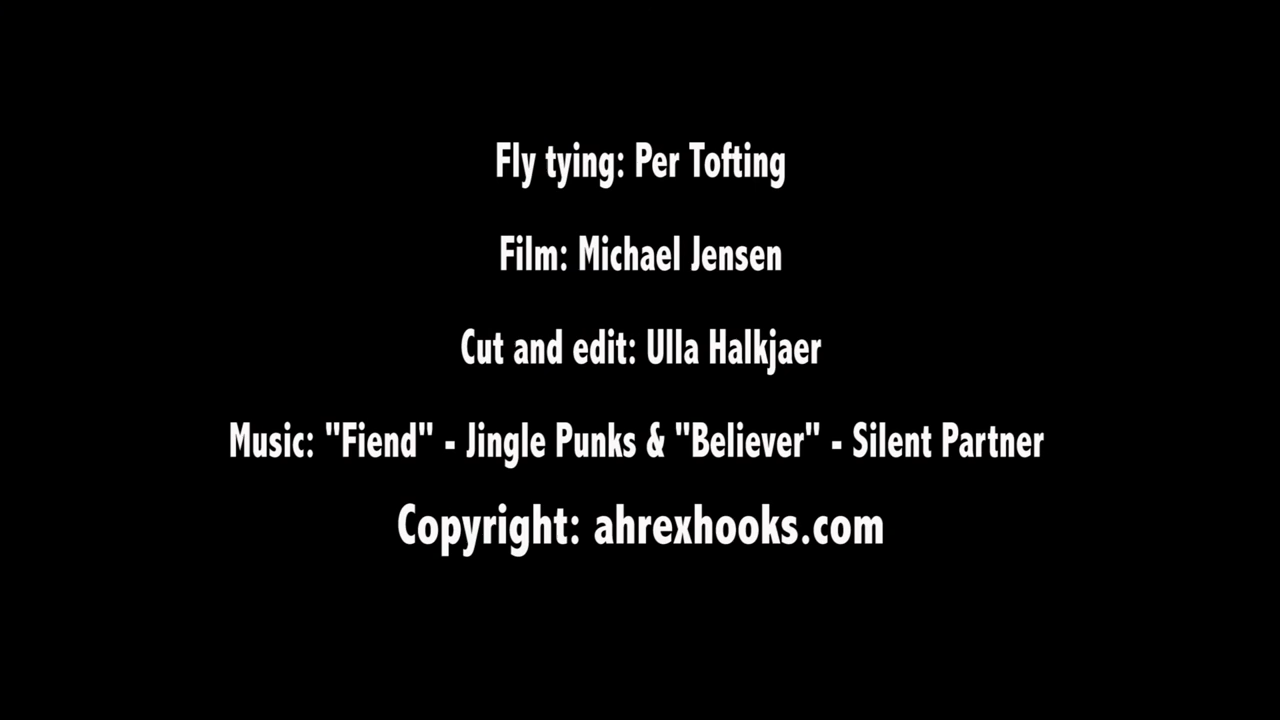 Fly tying: Per Tofting
Film: Michael Jensen
Cut and edit: Ulla Halkjaer
Music: "Fiend" - Jingle Punks & "Believer" - Silent Partner
Copyright: ahrexhooks.com